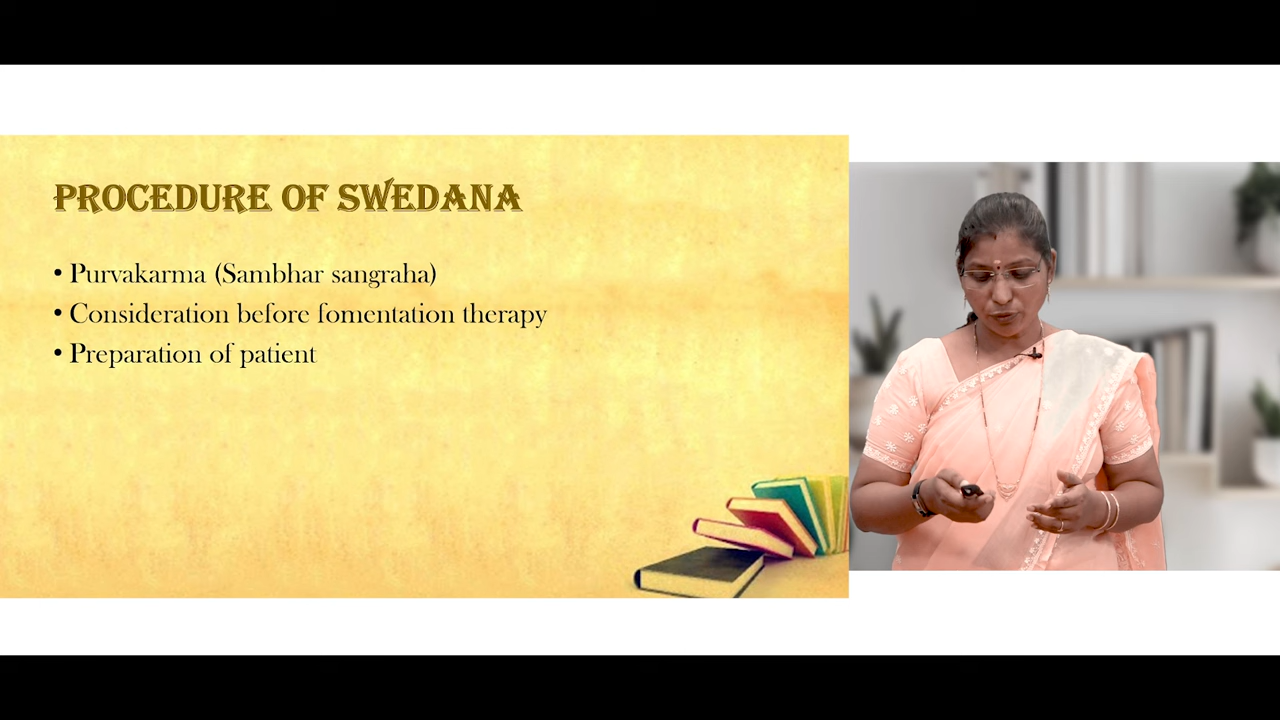 PROCEDURE OF SWEDANA
• Purvakarma (Sambhar sangraha)
• Consideration before fomentation therapy
• Preparation of patient